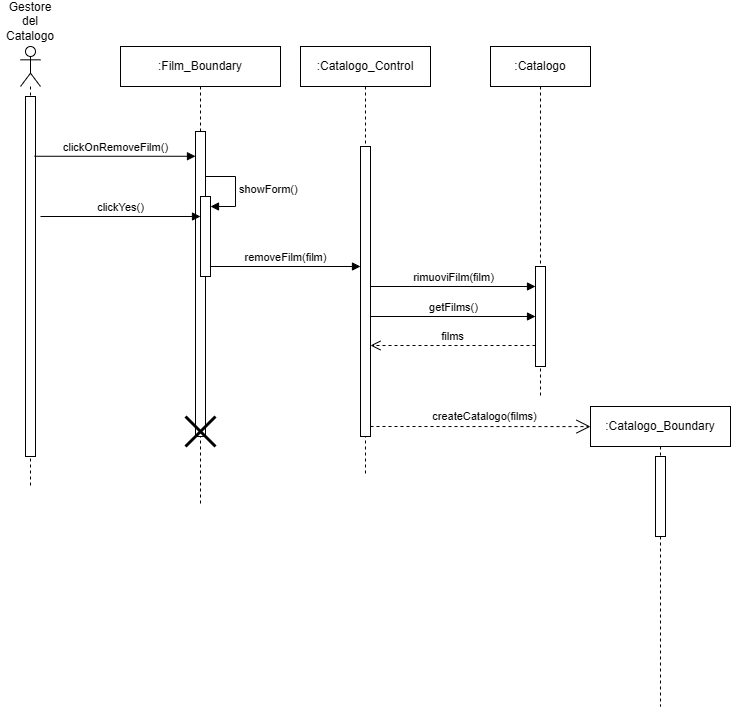 Gestore
del
Catalogo
:Film_Boundary
:Catalogo_Control
:Catalogo
clickOnRemoveFilm()
showForm()
clickYes()
removeFilm(film)
rimuoviFilm(film)
getFilms()
films
createCatalogo(films)
:Catalogo_Boundary